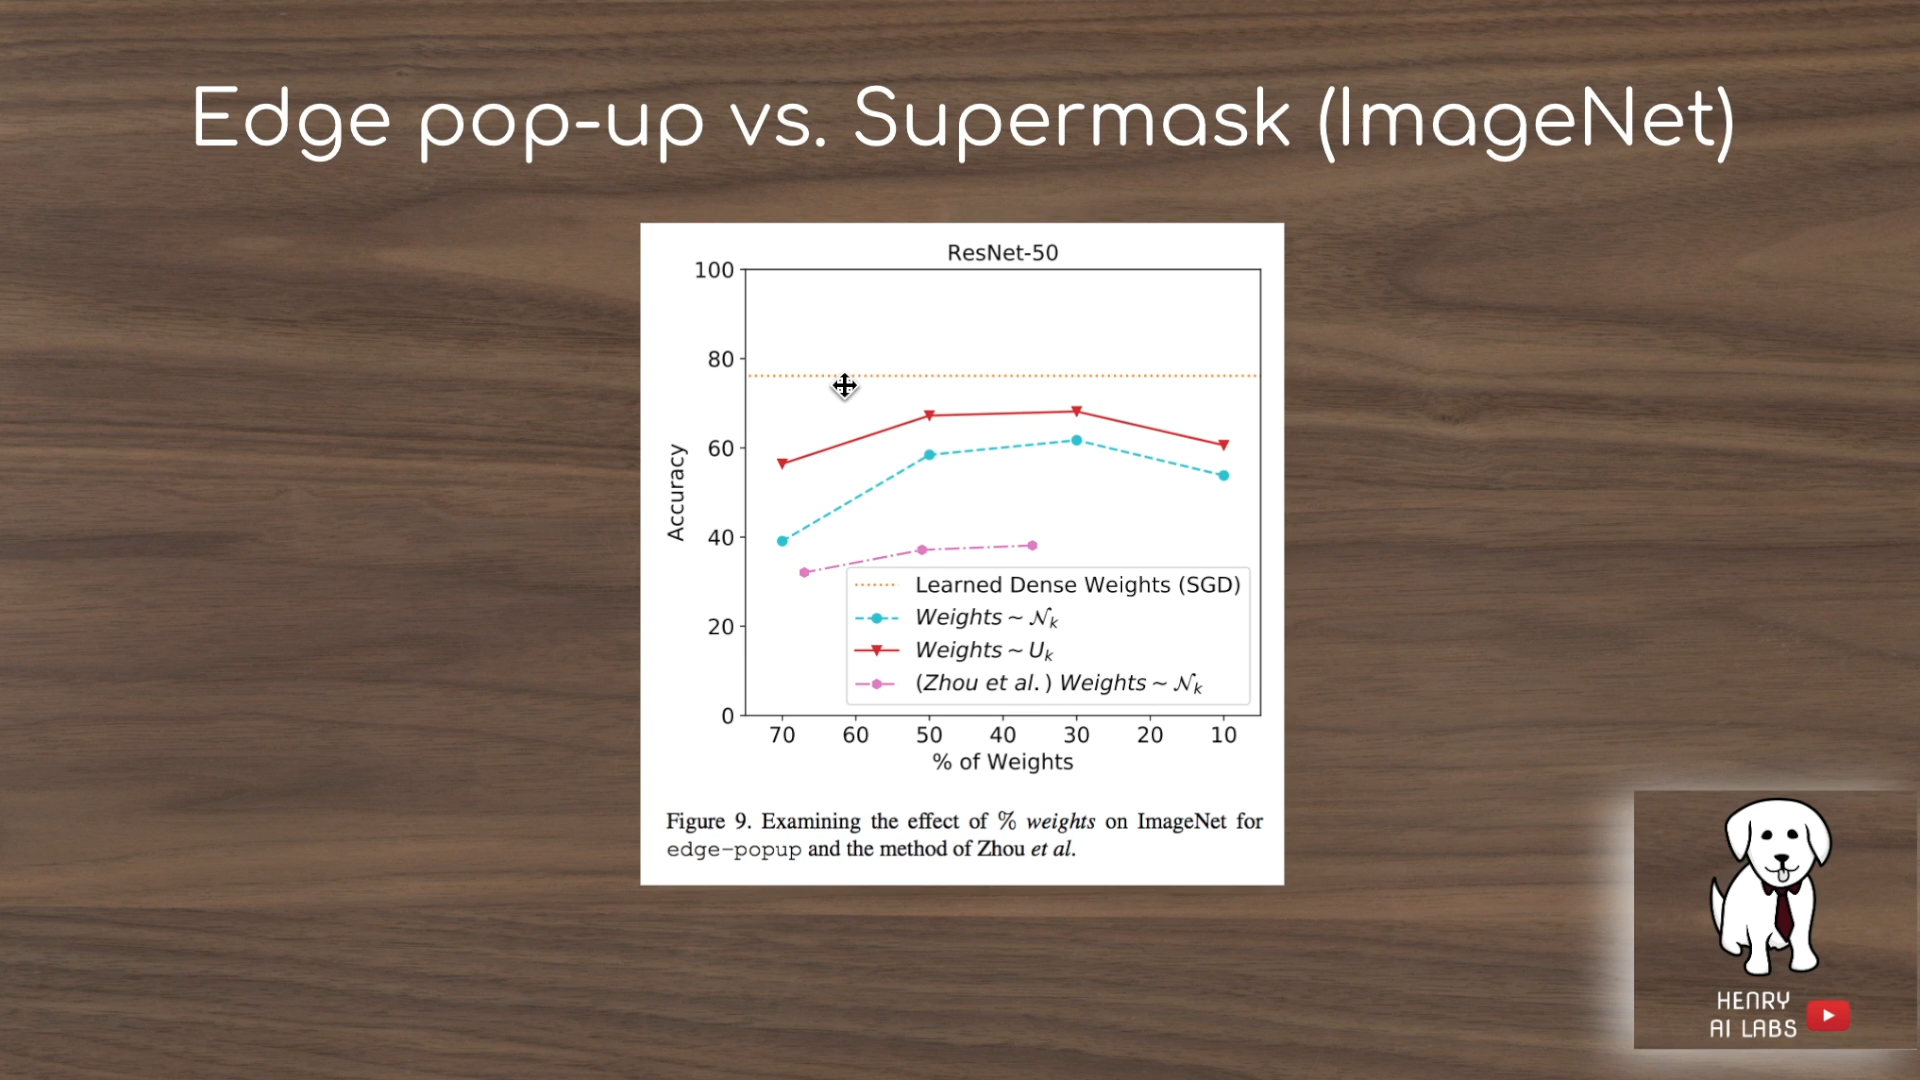 Edge pop-up vs. Supermask (ImageNet)
ResNet-50
100
80
60
40
20
0
Accuracy
70 60 50 40 30 20 10
% of Weights
Learned Dense Weights (SGD)
Weights ~ 𝒩k
Weights ~ Uk
(Zhou et al.) Weights ~ 𝒩k
Figure 9. Examining the effect of % weights on ImageNet for
edge-popup and the method of Zhou et al.
HENRY
AI LABS